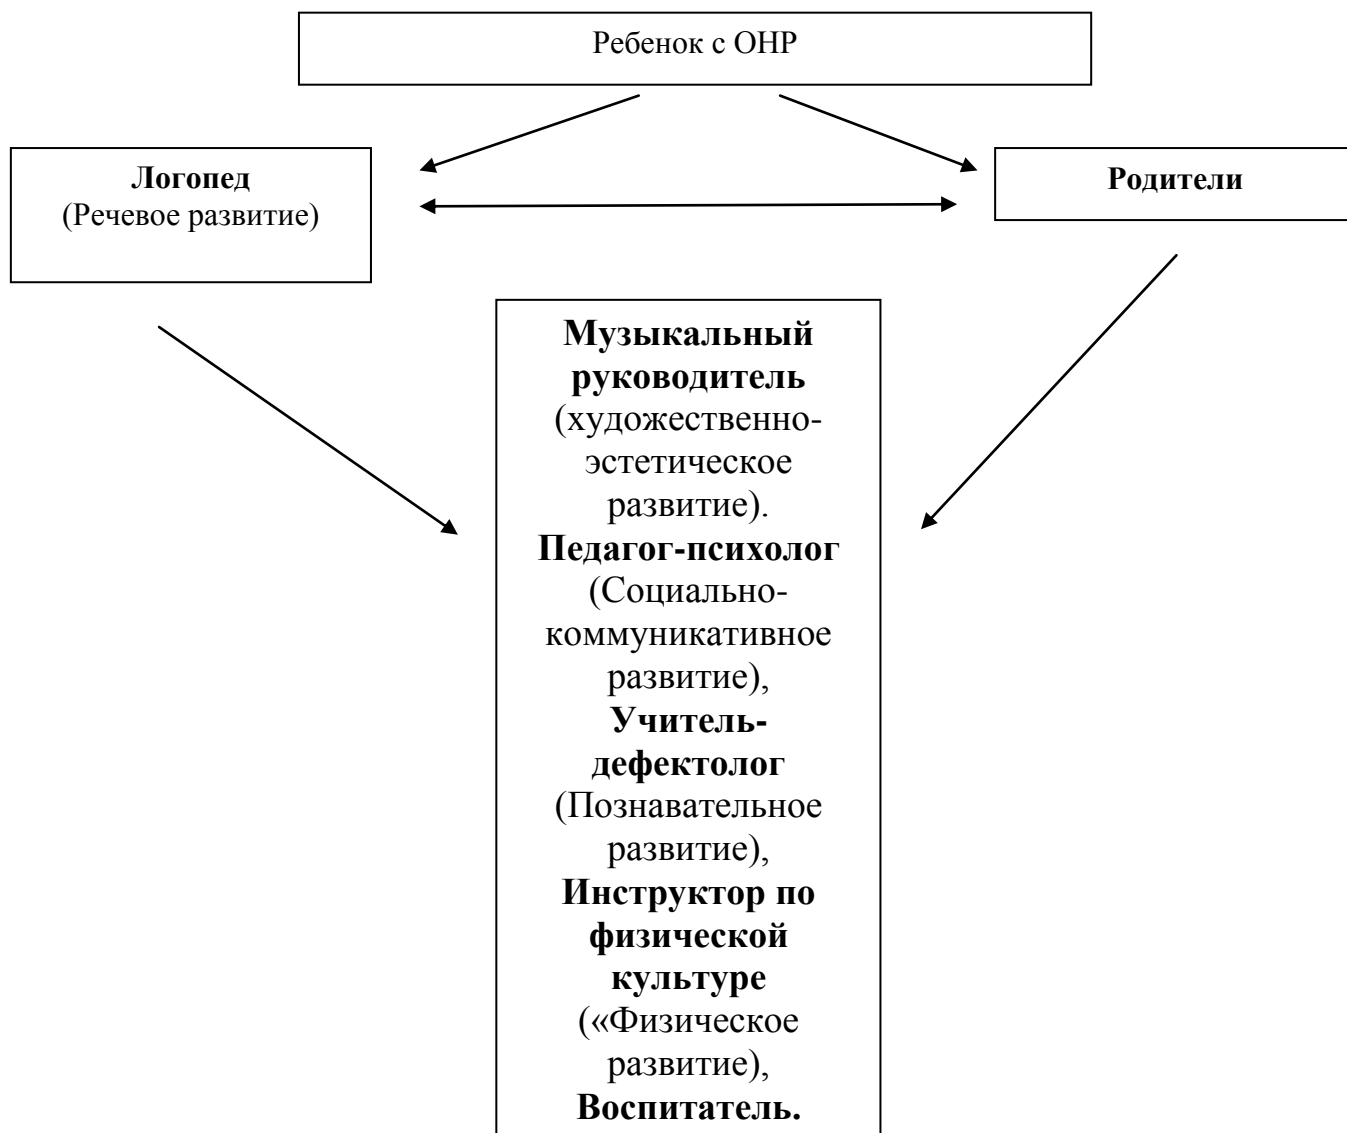 Ребенок с ОНР
Логопед
(Речевое развитие)
Родители
Музыкальный
руководитель
(художественно-
эстетическое
развитие).
Педагог-психолог
(Социально-
коммуникативное
развитие),
Учитель-
дефектолог
(Познавательное
развитие),
Инструктор по
физической
культуре
(«Физическое
развитие),
Воспитатель.